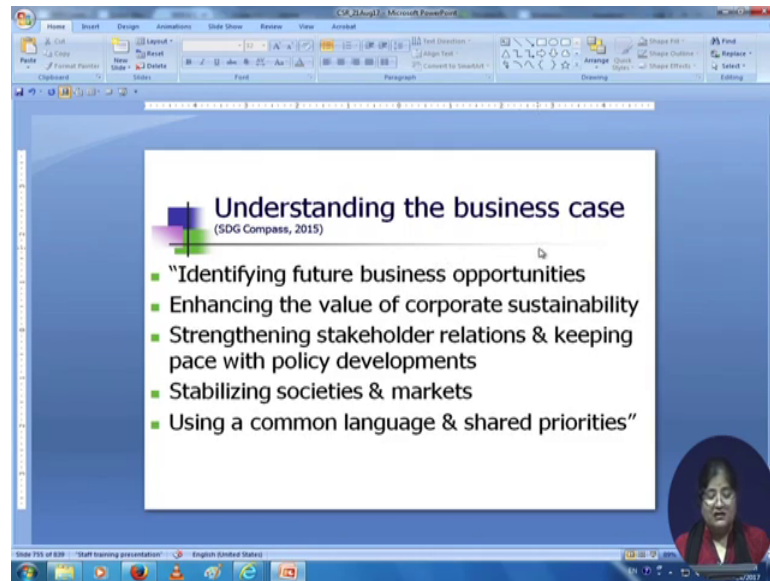 CSR_21Aug17 - Microsoft PowerPoint
Home Insert Design Animations Slide Show Review View Acrobat
Cut
Copy
Format Painter
Paste
Clipboard
New Slide
Layout
Reset
Delete
Slides
Font
Text Direction
Align Text
Convert to SmartArt
Paragraph
Arrange
Quick Styles
Shape Fill
Shape Outline
Shape Effects
Drawing
Find
Replace
Select
Editing
Understanding the business case
(SDG Compass, 2015)
“Identifying future business opportunities
Enhancing the value of corporate sustainability
Strengthening stakeholder relations & keeping
pace with policy developments
Stabilizing societies & markets
Using a common language & shared priorities”
Slide 755 of 839 "Staff training presentation" English (United States)
EN